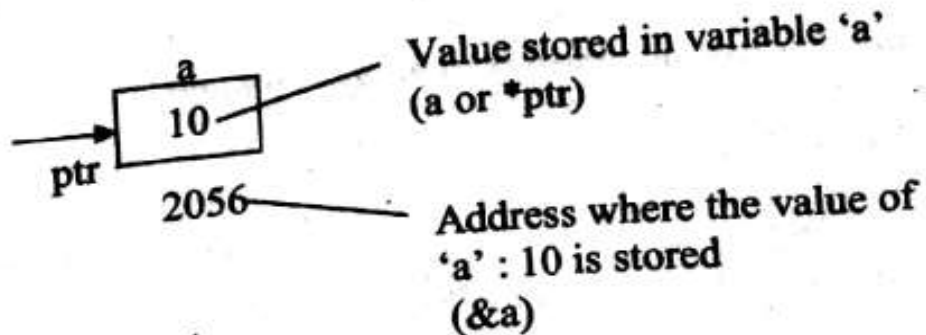 a
10
ptr
2056
Value stored in variable ‘a’
(a or *ptr)
Address where the value of
‘a’ : 10 is stored
(&a)